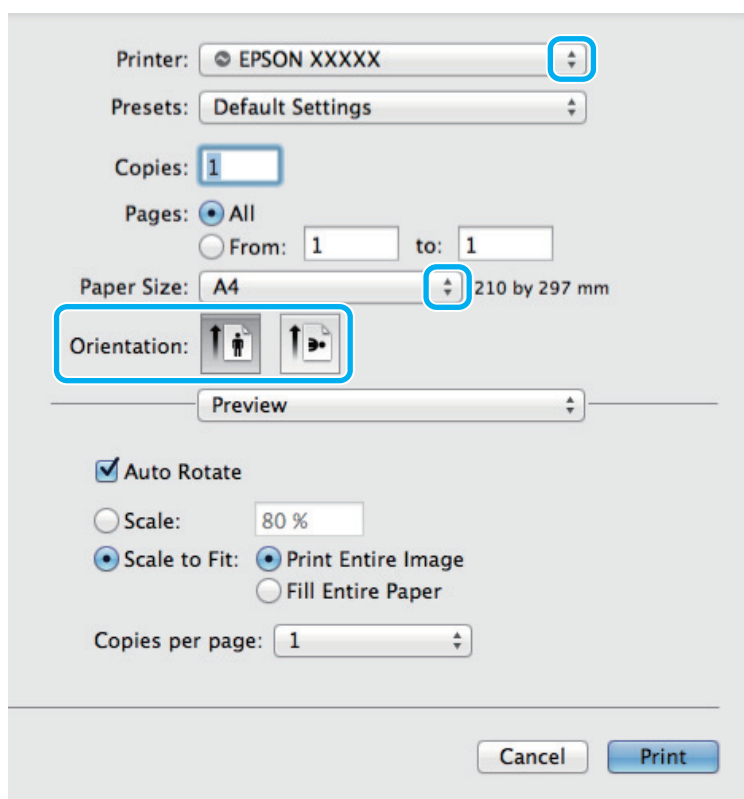 Printer: EPSON XXXXX
Presets: Default Settings
Copies: 1
Pages: All
From: 1 to: 1
Paper Size: A4 210 by 297 mm
Orientation:
Preview
Auto Rotate
Scale: 80 %
Scale to Fit: Print Entire Image
Fill Entire Paper
Copies per page: 1
Cancel Print